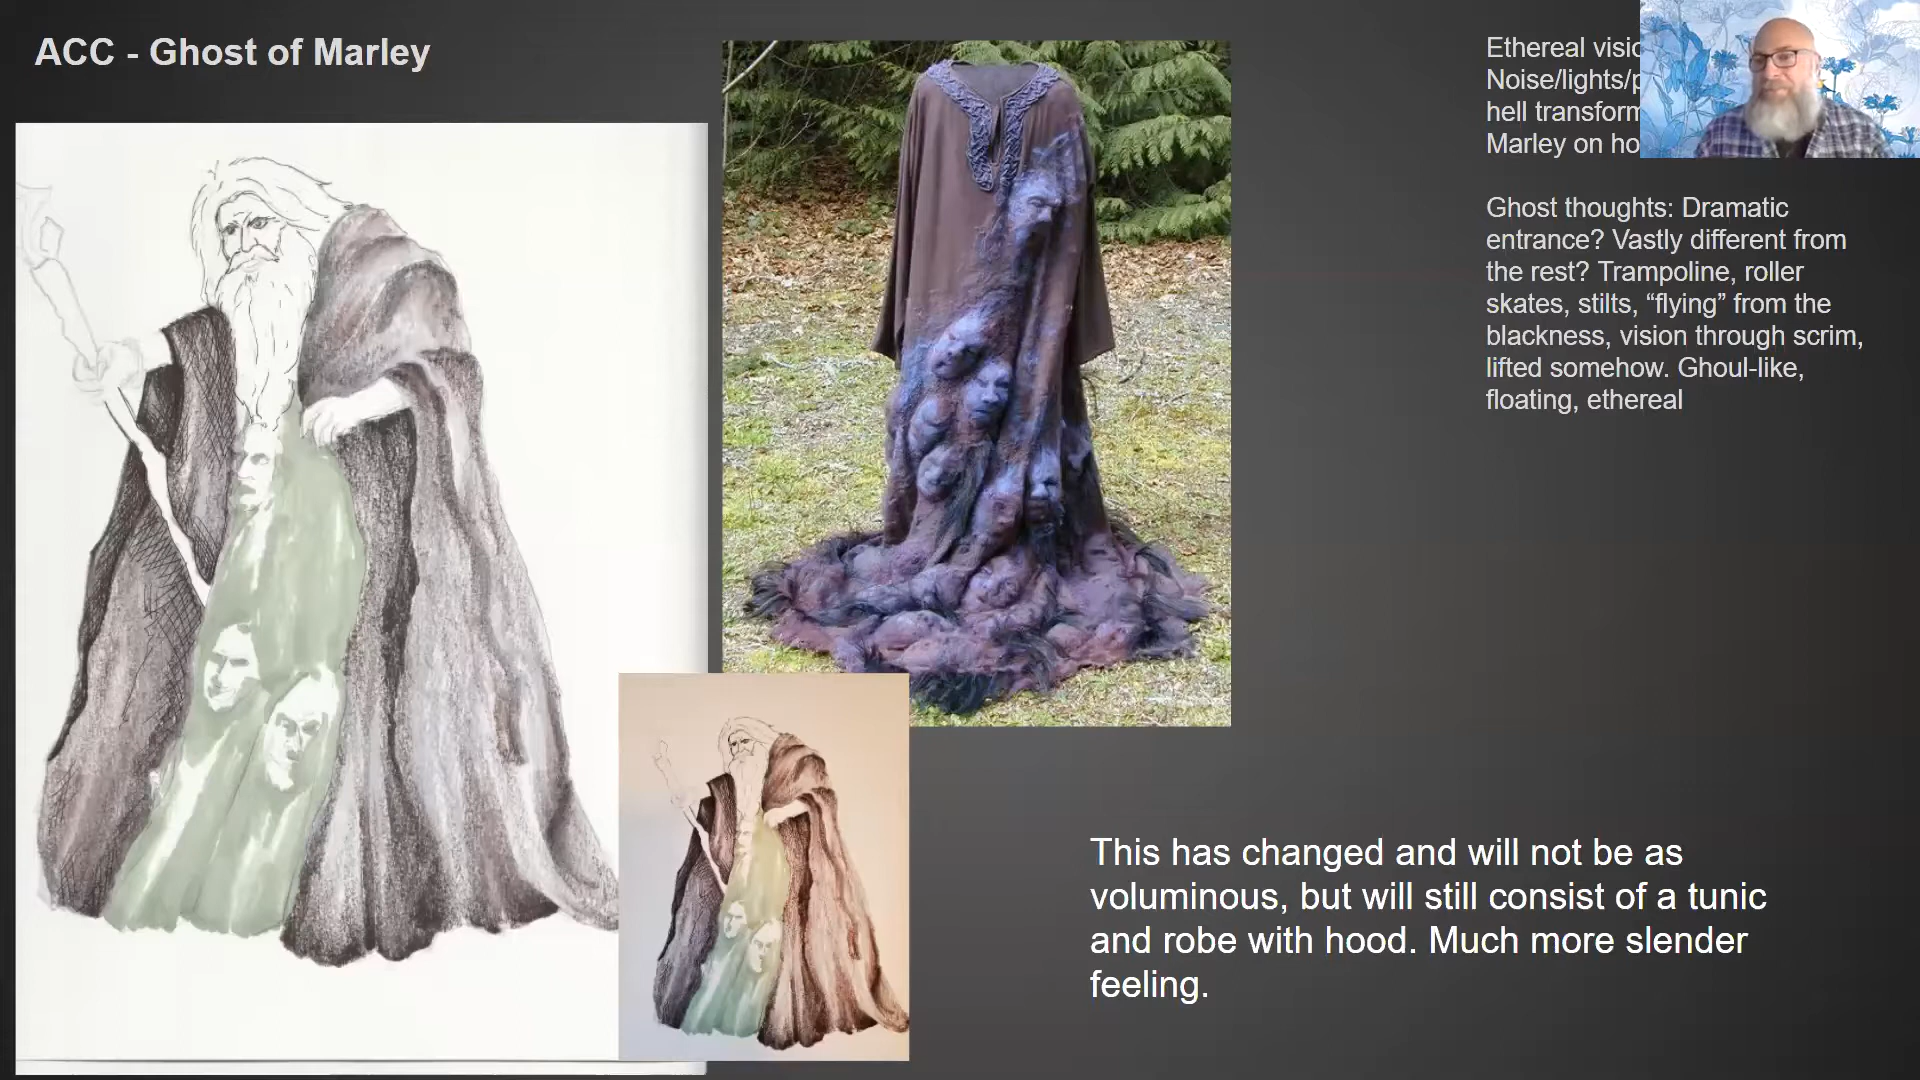 ACC - Ghost of Marley
Ethereal
Noise/lights/
hell
Marley on
Ghost thoughts: Dramatic
entrance? Vastly different from
the rest? Trampoline, roller
skates, stilts, “flying” from the
blackness, vision through scrim,
lifted somehow. Ghoul-like,
floating, ethereal
This has changed and will not be as
voluminous, but will still consist of a tunic
and robe with hood. Much more slender
feeling.